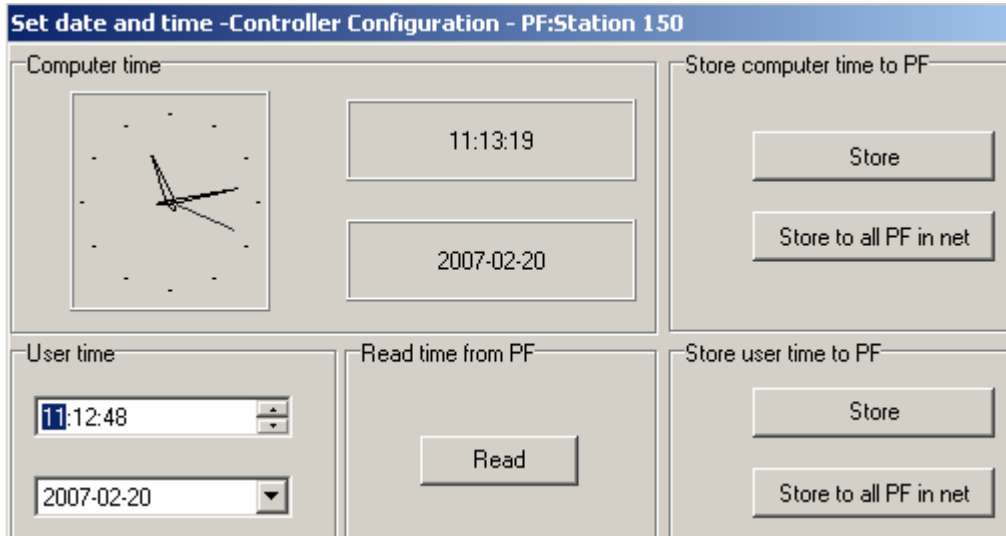 Set date and time -Controller Configuration - PF:Station 150
Computer time
11:13:19
2007-02-20
Store computer time to PF
Store
Store to all PF in net
User time
11:12:48
2007-02-20
Read time from PF
Read
Store user time to PF
Store
Store to all PF in net